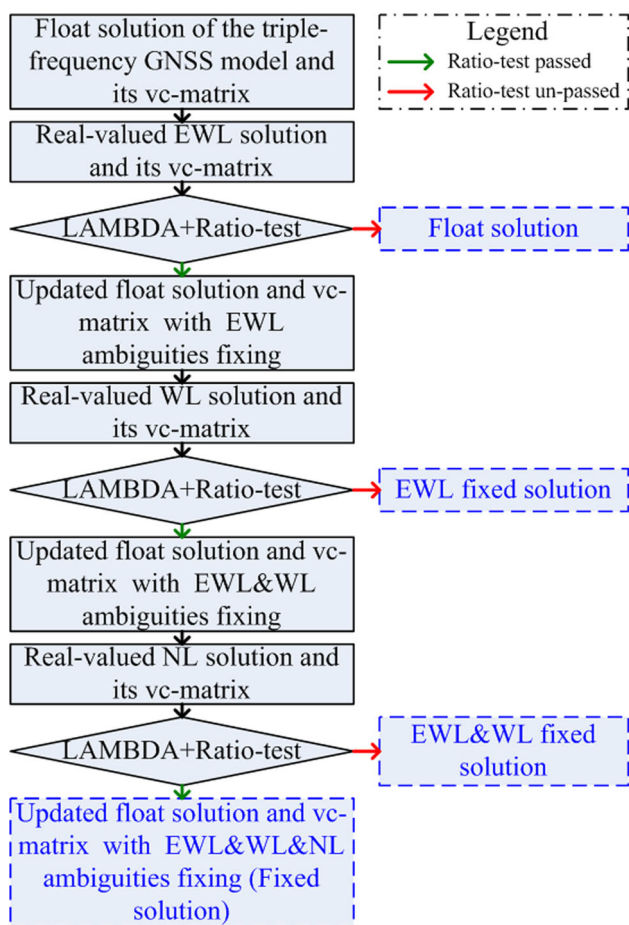 Float solution of the triple-
frequency GNSS model and
its vc-matrix
Legend
Ratio-test passed
Ratio-test un-passed
Real-valued EWL solution
and its vc-matrix
LAMBDA+Ratio-test
Float solution
Updated float solution and vc-
matrix with EWL
ambiguities fixing
Real-valued WL solution and
its vc-matrix
LAMBDA+Ratio-test
EWL fixed solution
Updated float solution and vc-
matrix with EWL&WL
ambiguities fixing
Real-valued NL solution and
its vc-matrix
LAMBDA+Ratio-test
EWL&WL fixed
solution
Updated float solution and vc-
matrix with EWL&WL&NL
ambiguities fixing (Fixed
solution)